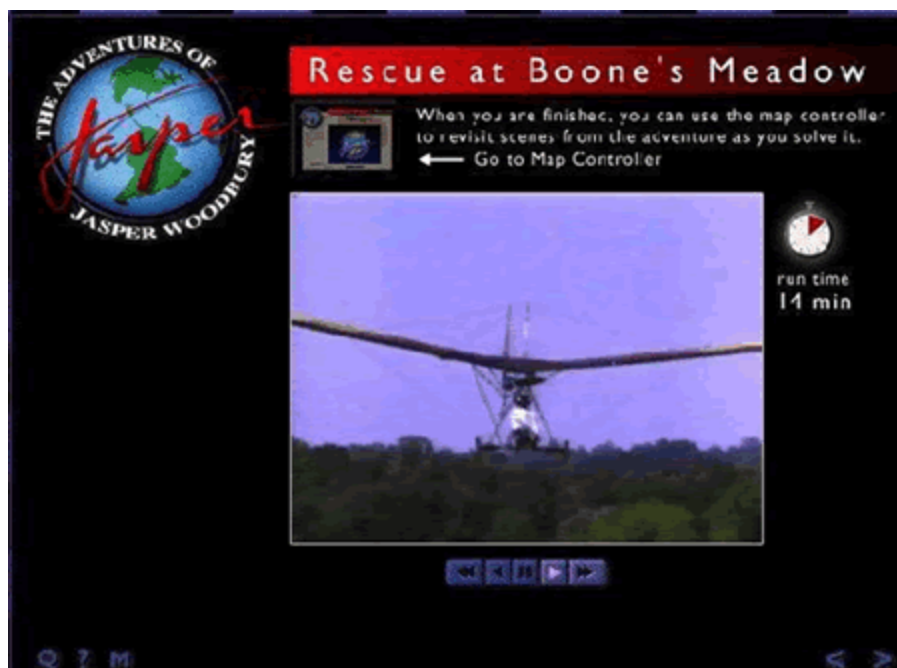 THE ADVENTURES OF
Jasper
JASPER WOODBURY
Rescue at Boone's Meadow
When you are finished, you can use the map controller
to revisit scenes from the adventure as you solve it.
Go to Map Controller
run time
14 min
? M